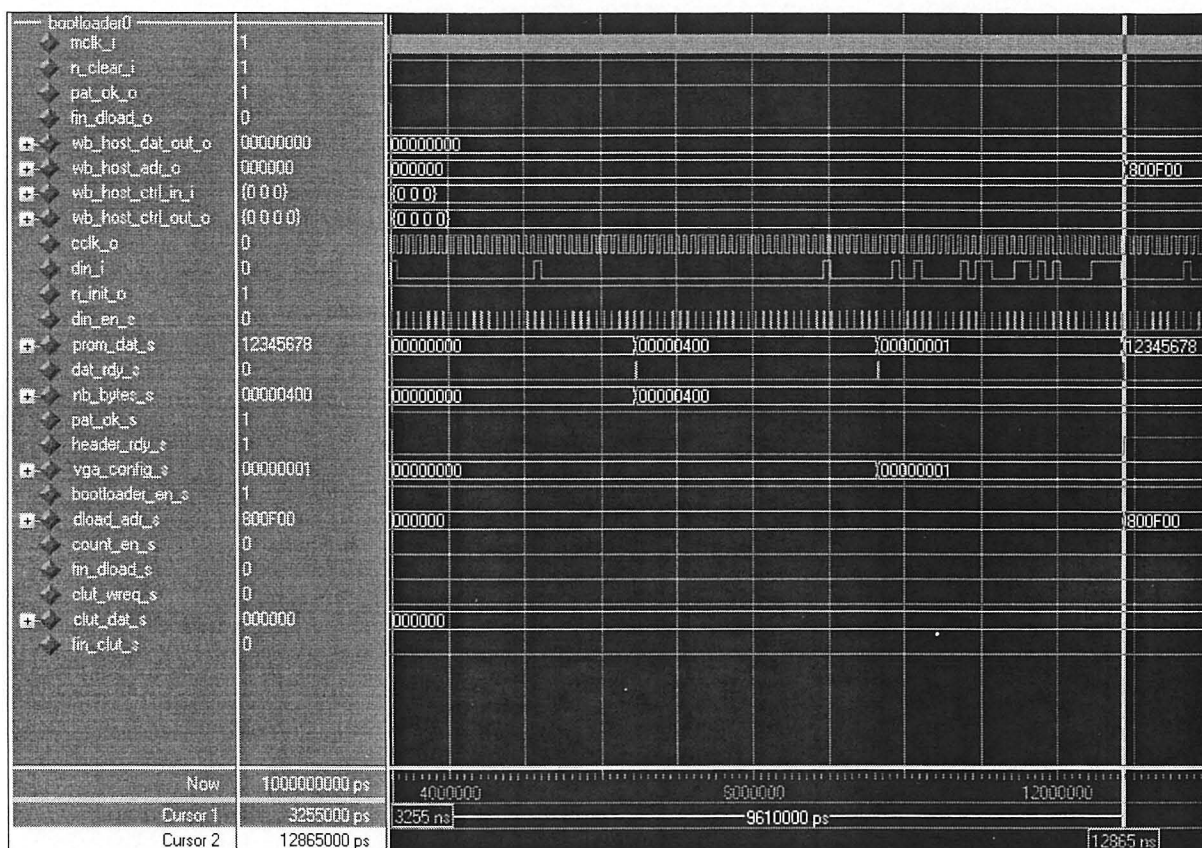 bootloader0
mclk_i 1
n_clear_i 1
pat_ok_o 1
fin_dload_o 0
wb_host_dat_out_o 00000000 00000000
wb_host_adr_o 000000 000000 800F00
wb_host_ctrl_in_i {0 0 0} {0 0 0}
wb_host_ctrl_out_o {0 0 0 0} {0 0 0 0}
cclk_o 0
din_i 0
n_init_o 1
din_en_s 0
prom_dat_s 12345678 00000000 00000400 00000001 12345678
dat_rdy_s 0
nb_bytes_s 00000400 00000000 00000400
pat_ok_s 1
header_rdy_s 1
vga_config_s 00000001 00000000 00000001
bootloader_en_s 1
dload_adr_s 800F00 000000 800F00
count_en_s 0
fin_dload_s 0
clut_wreq_s 0
clut_dat_s 000000 000000
fin_clut_s 0
Now 1000000000 ps 4000000 8000000 12000000
Cursor 1 3255000 ps 3255 ns 9610000 ps
Cursor 2 12865000 ps 12865 ns